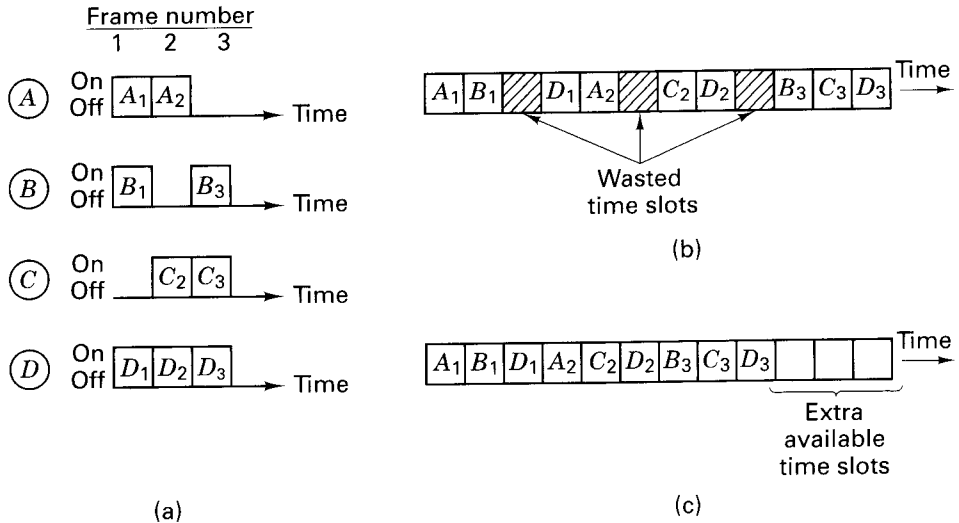 Frame number
1 2 3
A
On
Off
A1 A2
Time
B
On
Off
B1 B3
Time
C
On
Off
C2 C3
Time
D
On
Off
D1 D2 D3
Time
(a)
A1 B1 D1 A2 C2 D2 B3 C3 D3
Time
Wasted
time slots
(b)
A1 B1 D1 A2 C2 D2 B3 C3 D3
Time
Extra
available
time slots
(c)